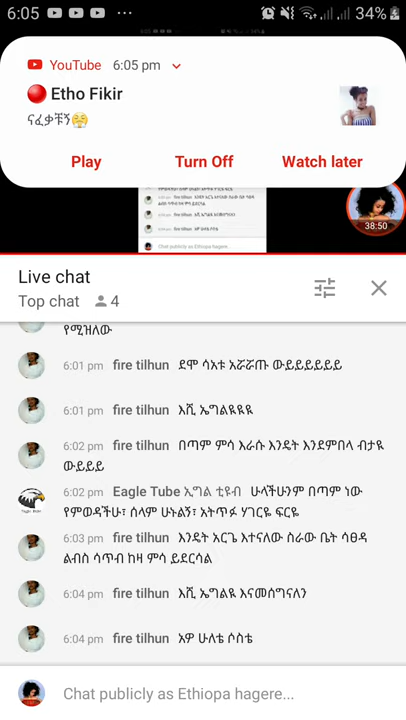 6:05
34%
YouTube 6:05 pm
Etho Fikir
ናፈቃቹኝ
Play Turn Off Watch later
38:50
Live chat
Top chat 4
የሚዝለው
6:01 pm fire tilhun ደሞ ሳአቱ አሯሯጡ ውይይይይይይ
6:01 pm fire tilhun እሺ ኤግልዬዬዬ
6:02 pm fire tilhun በጣም ምሳ እራሱ እንዴት እንደምበላ ብታዪ
ውይይይ
6:02 pm Eagle Tube ኢግል ቲዩብ ሁላችሁንም በጣም ነው
የምወዳችሁ፣ ሰላም ሁኑልኝ፣ አትጥፉ ሃገርዬ ፍርዬ
6:03 pm fire tilhun እንዴት አርጌ እተናለው ስራው ቤት ሳፀዳ
ልብስ ሳጥብ ከዛ ምሳ ይደርሳል
6:04 pm fire tilhun እሺ ኤግልዬ እናመሰግናለን
6:04 pm fire tilhun አዎ ሁለቴ ሶስቴ
Chat publicly as Ethiopa hagere...